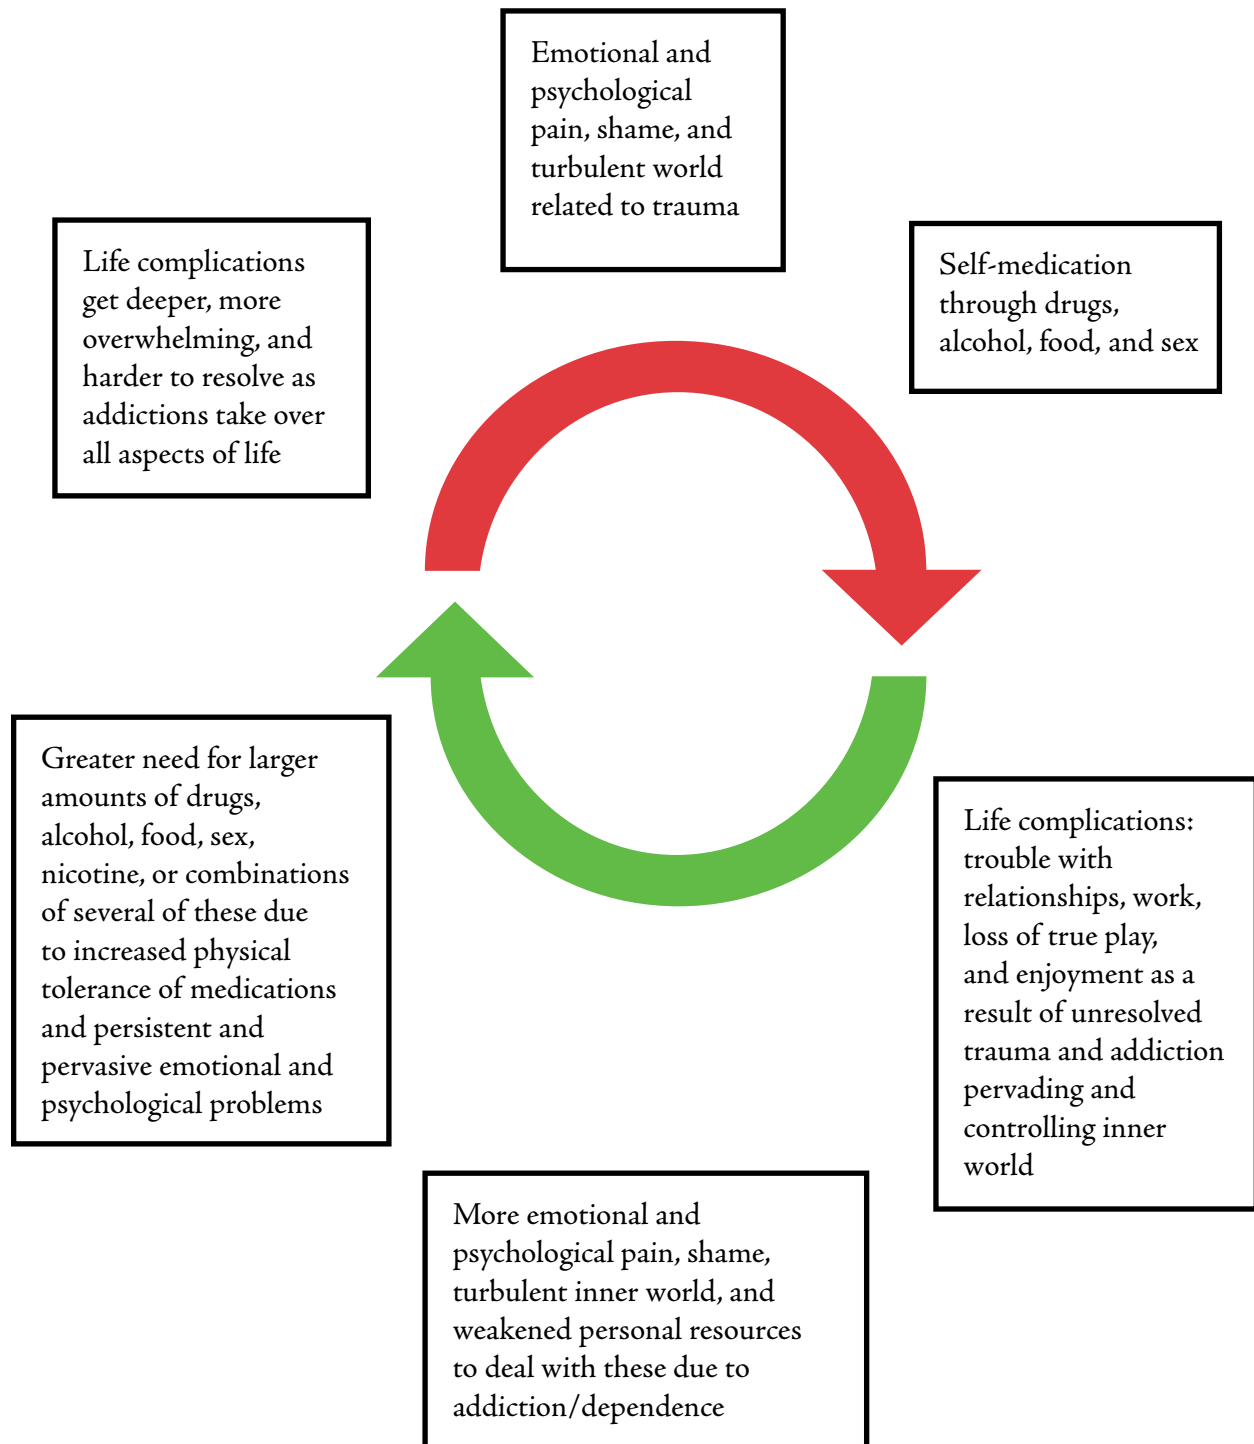 Emotional and
psychological
pain, shame, and
turbulent world
related to trauma
Self-medication
through drugs,
alcohol, food, and sex
Life complications:
trouble with
relationships, work,
loss of true play,
and enjoyment as a
result of unresolved
trauma and addiction
pervading and
controlling inner
world
More emotional and
psychological pain, shame,
turbulent inner world, and
weakened personal resources
to deal with these due to
addiction/dependence
Greater need for larger
amounts of drugs,
alcohol, food, sex,
nicotine, or combinations
of several of these due
to increased physical
tolerance of medications
and persistent and
pervasive emotional and
psychological problems
Life complications
get deeper, more
overwhelming, and
harder to resolve as
addictions take over
all aspects of life